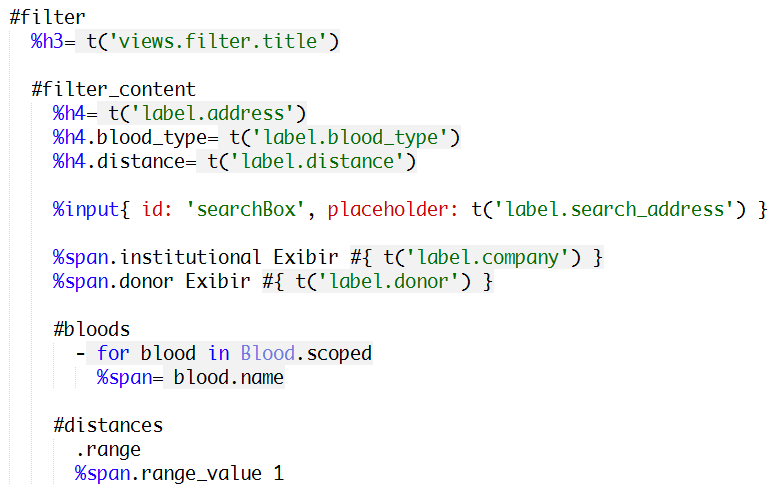 #filter
%h3= t('views.filter.title')
#filter_content
%h4= t('label.address')
%h4.blood_type= t('label.blood_type')
%h4.distance= t('label.distance')
%input{ id: 'searchBox', placeholder: t('label.search_address') }
%span.institutional Exibir #{ t('label.company') }
%span.donor Exibir #{ t('label.donor') }
#bloods
- for blood in Blood.scoped
%span= blood.name
#distances
.range
%span.range_value 1